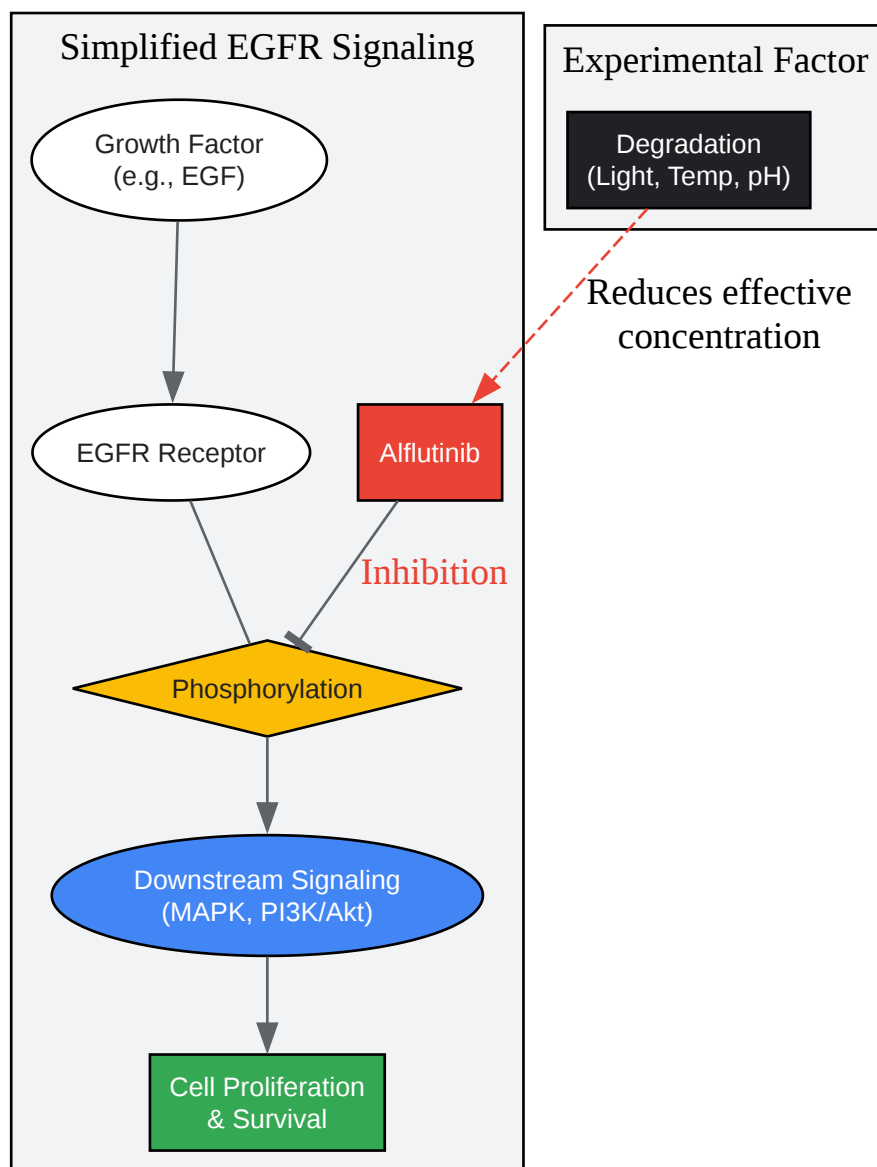 Simplified EGFR Signaling
Experimental Factor
Growth Factor
(e.g., EGF)
Degradation
(Light, Temp, pH)
Reduces effective
concentration
EGFR Receptor
Alflutinib
Inhibition
Phosphorylation
Downstream Signaling
(MAPK, PI3K/Akt)
Cell Proliferation
& Survival